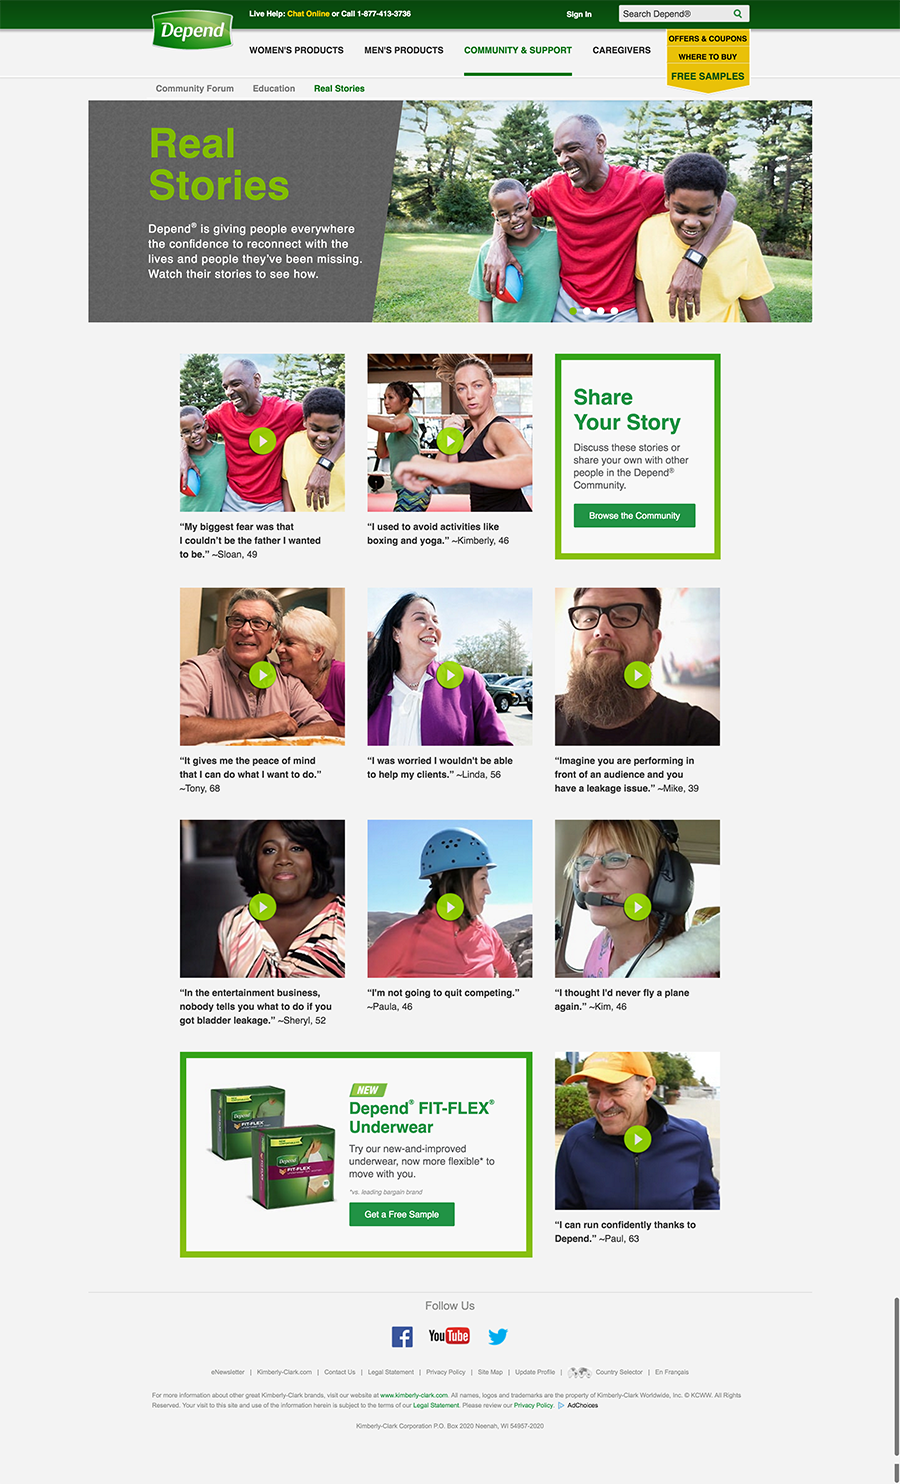 Live Help: Chat Online or Call 1-877-413-3736
Sign In
Search Depend®
Depend
WOMEN'S PRODUCTS
MEN'S PRODUCTS
COMMUNITY & SUPPORT
CAREGIVERS
OFFERS & COUPONS
WHERE TO BUY
FREE SAMPLES
Community Forum
Education
Real Stories
Real
Stories
Depend® is giving people everywhere
the confidence to reconnect with the
lives and people they've been missing.
Watch their stories to see how.
“My biggest fear was that
I couldn’t be the father I wanted
to be.” ~Sloan, 49
“I used to avoid activities like
boxing and yoga.” ~Kimberly, 46
Share
Your Story
Discuss these stories or
share your own with other
people in the Depend®
Community.
Browse the Community
“It gives me the peace of mind
that I can do what I want to do.”
~Tony, 68
“I was worried I wouldn't be able
to help my clients.” ~Linda, 56
“Imagine you are performing in
front of an audience and you
have a leakage issue.” ~Mike, 39
“In the entertainment business,
nobody tells you what to do if you
got bladder leakage.” ~Sheryl, 52
“I’m not going to quit competing.”
~Paula, 46
“I thought I’d never fly a plane
again.” ~Kim, 46
Depend
FIT-FLEX
Depend
FIT-FLEX
NEW
Depend® FIT-FLEX®
Underwear
Try our new-and-improved
underwear, now more flexible* to
move with you.
*vs. leading bargain brand
Get a Free Sample
“I can run confidently thanks to
Depend.” ~Paul, 63
Follow Us
YouTube
eNewsletter | Kimberly-Clark.com | Contact Us | Legal Statement | Privacy Policy | Site Map | Update Profile | Country Selector | En Français
For more information about other great Kimberly-Clark brands, visit our website at www.kimberly-clark.com. All names, logos and trademarks are the property of Kimberly-Clark Worldwide, Inc. © KCWW. All Rights
Reserved. Your visit to this site and use of the information herein is subject to the terms of our Legal Statement. Please review our Privacy Policy. AdChoices
Kimberly-Clark Corporation P.O. Box 2020 Neenah, WI 54957-2020